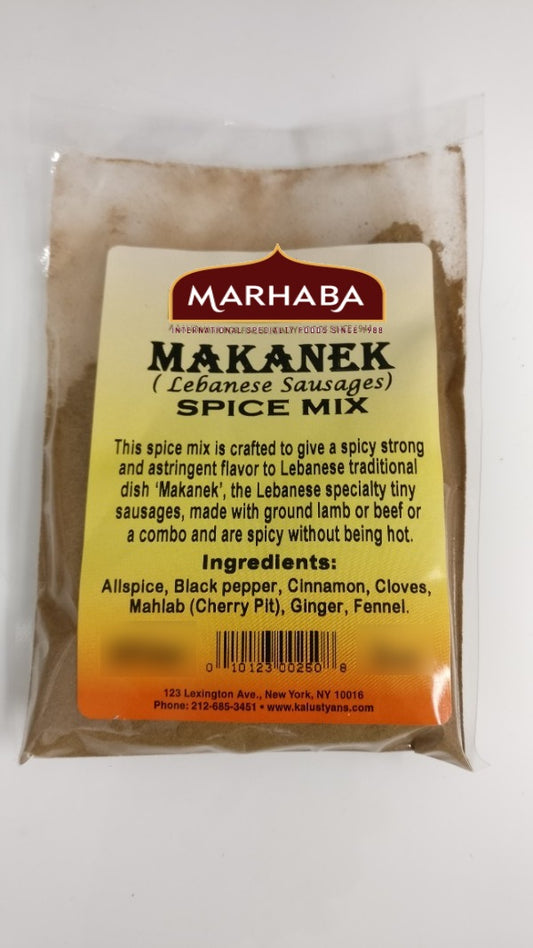 MARHABA
INTERNATIONAL SPECIALITY FOODS SINCE 1988
MAKANEK
( Lebanese Sausages)
SPICE MIX
This spice mix is crafted to give a spicy strong
and astringent flavor to Lebanese traditional
dish ‘Makanek’, the Lebanese specialty tiny
sausages, made with ground lamb or beef or
a combo and are spicy without being hot.
Ingredients:
Allspice, Black pepper, Cinnamon, Cloves,
Mahlab (Cherry Pit), Ginger, Fennel.
0 10123 00250 8
123 Lexington Ave., New York, NY 10016
Phone: 212-685-3451 • www.kalustyans.com